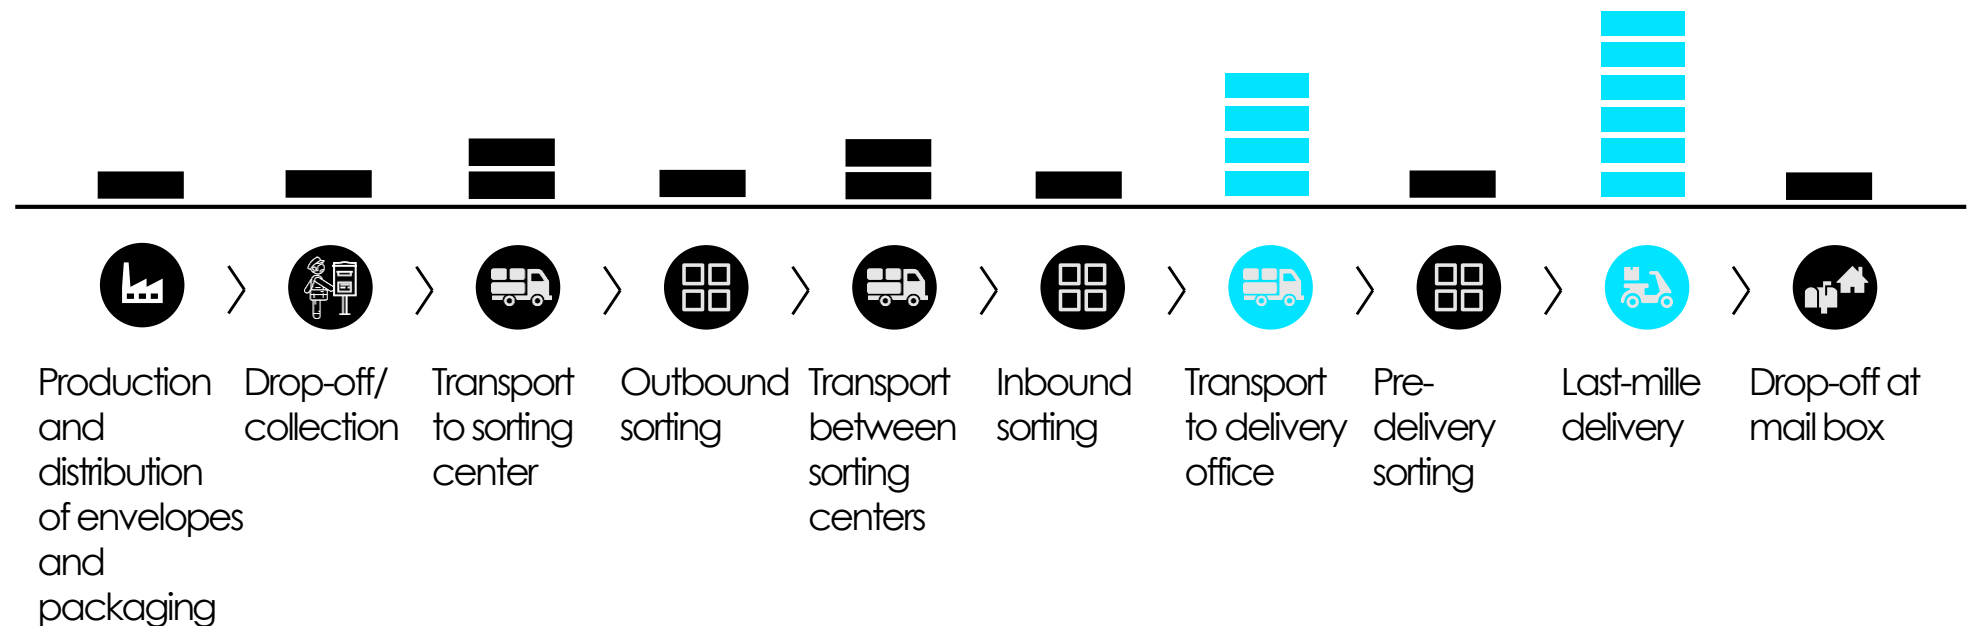 Production
and
distribution
of envelopes
and
packaging
Drop-off/
collection
Transport
to sorting
center
Outbound
sorting
Transport
between
sorting
centers
Inbound
sorting
Transport
to delivery
office
Pre-
delivery
sorting
Last-mille
delivery
Drop-off at
mail box